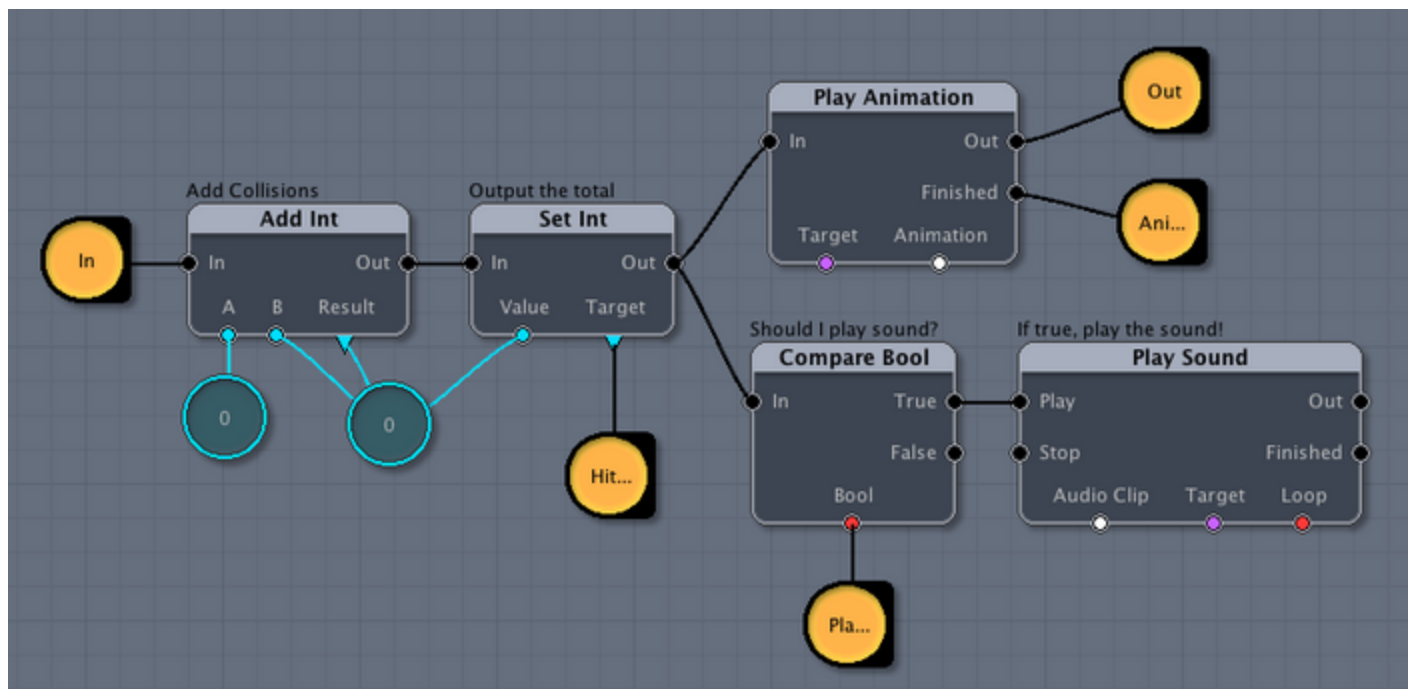 Play Animation
Out
In
Out
Finished
Ani...
Target Animation
Add Collisions
Add Int
In
In
Out
A B Result
0
0
Output the total
Set Int
In
Out
Value Target
Hit...
Should I play sound?
Compare Bool
In
True
False
Bool
Pla...
If true, play the sound!
Play Sound
Play
Out
Stop
Finished
Audio Clip Target Loop